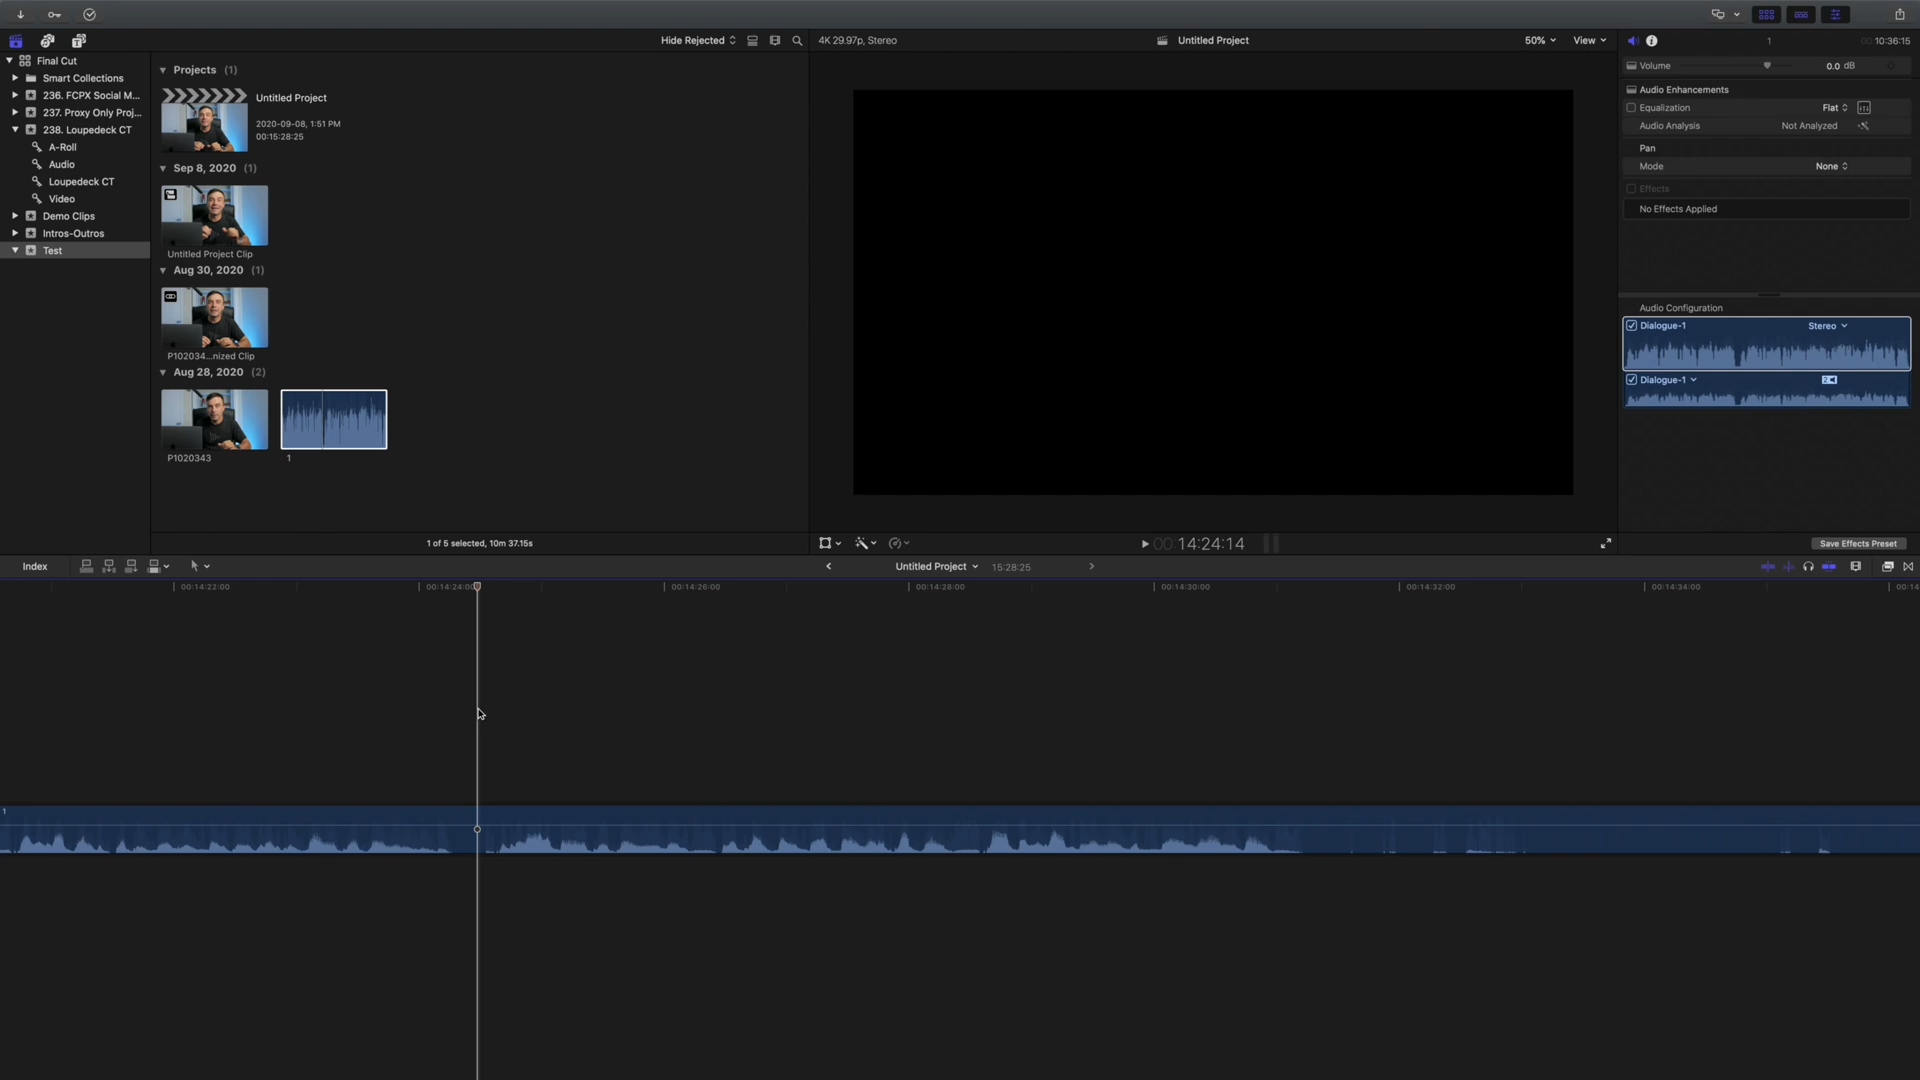 Hide Rejected
4K 29.97p, Stereo
Untitled Project
50%
View
1
00:10:36:15
Final Cut
Smart Collections
236. FCPX Social M...
237. Proxy Only Proj...
238. Loupedeck CT
A-Roll
Audio
Loupedeck CT
Video
Demo Clips
Intros-Outros
Test
Projects (1)
Untitled Project
2020-09-08, 1:51 PM
00:15:28:25
Sep 8, 2020 (1)
Untitled Project Clip
Aug 30, 2020 (1)
P102034...nized Clip
Aug 28, 2020 (2)
P1020343
1
1 of 5 selected, 10m 37.15s
00:14:24:14
Volume
0.0 dB
Audio Enhancements
Equalization
Flat
Audio Analysis
Not Analyzed
Pan
Mode
None
Effects
No Effects Applied
Audio Configuration
Dialogue-1
Stereo
Dialogue-1
2
Save Effects Preset
Index
Untitled Project
15:28:25
00:14:22:00
00:14:24:00
00:14:26:00
00:14:28:00
00:14:30:00
00:14:32:00
00:14:34:00
00:14
1